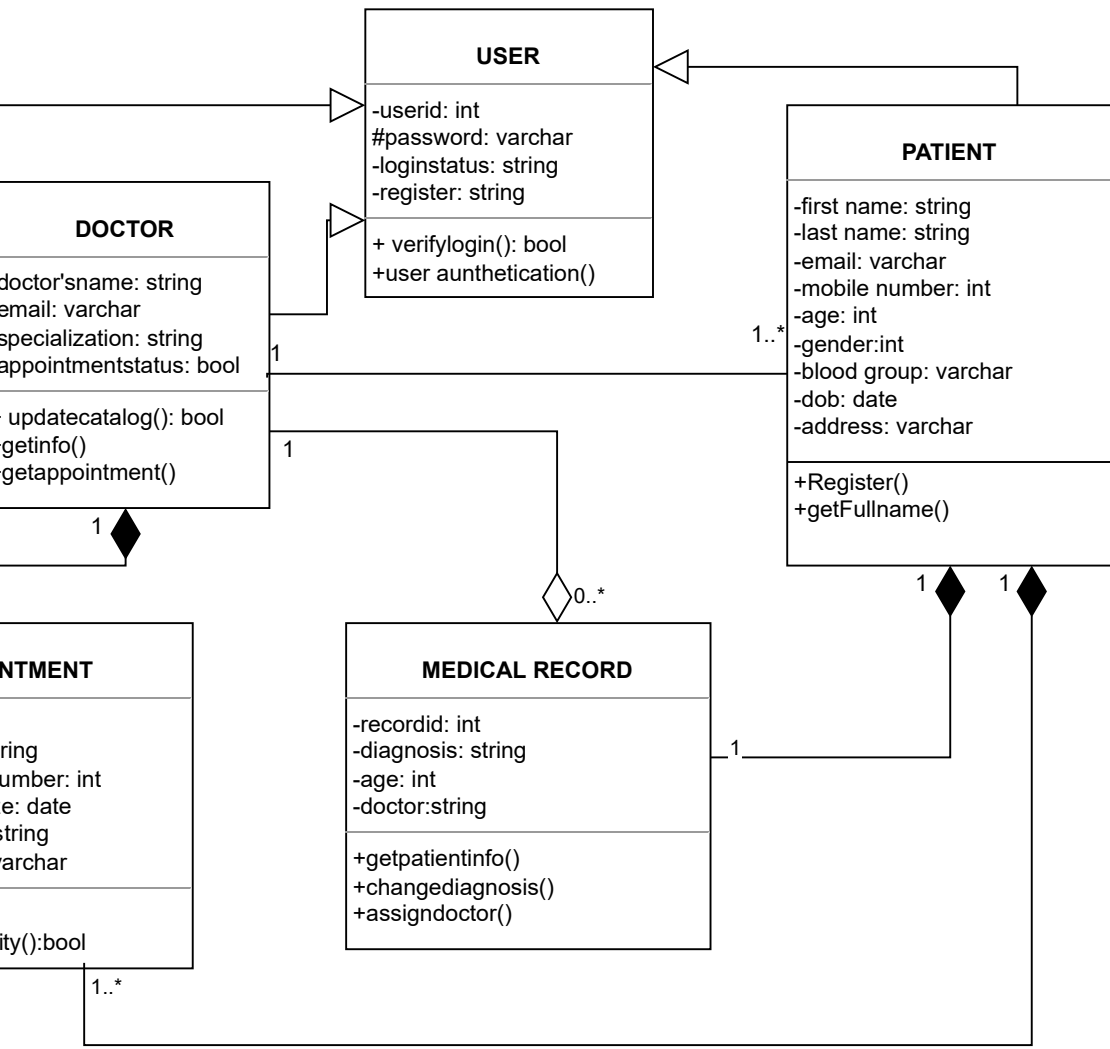 USER
-userid: int
#password: varchar
-loginstatus: string
-register: string
+ verifylogin(): bool
+user aunthetication()
PATIENT
-first name: string
-last name: string
-email: varchar
-mobile number: int
-age: int
-gender:int
-blood group: varchar
-dob: date
-address: varchar
+Register()
+getFullname()
DOCTOR
doctor'sname: string
email: varchar
specialization: string
appointmentstatus: bool
updatecatalog(): bool
getinfo()
getappointment()
1
1..*
1
0..*
1
1
1
NTMENT
ring
umber: int
e: date
string
varchar
ity():bool
1..*
MEDICAL RECORD
-recordid: int
-diagnosis: string
-age: int
-doctor:string
+getpatientinfo()
+changediagnosis()
+assigndoctor()
1